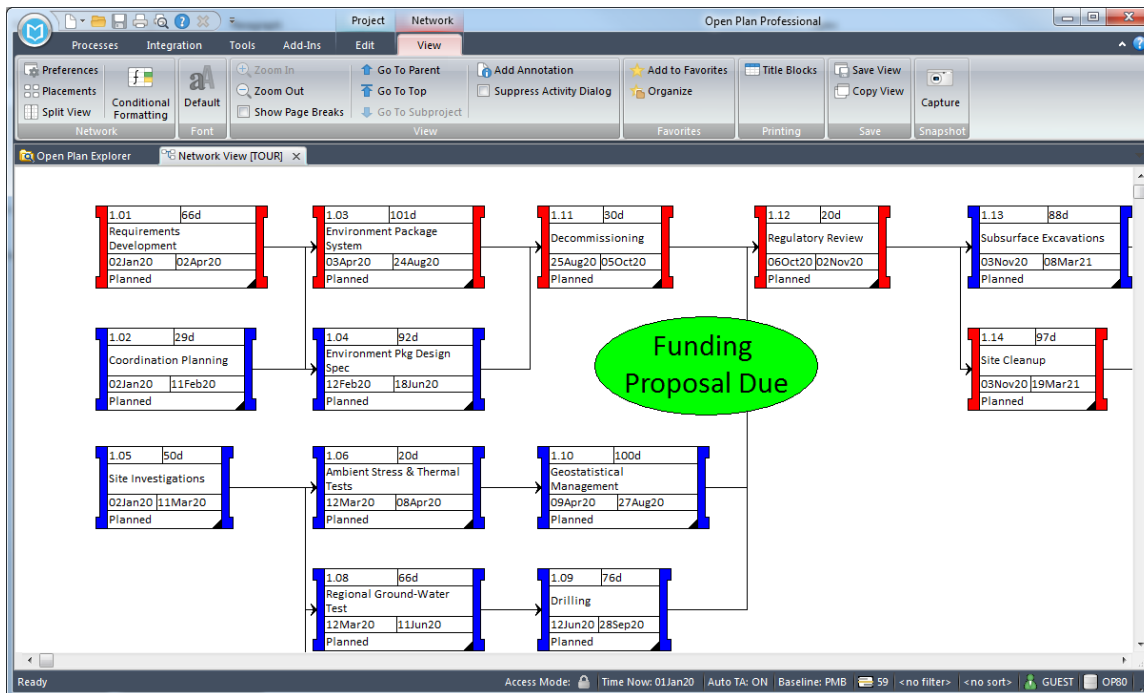 Project Network Open Plan Professional
Processes Integration Tools Add-Ins Edit View
Preferences
Placements
Split View
Conditional
Formatting
Network
Default
Font
Zoom In
Zoom Out
Show Page Breaks
Go To Parent
Go To Top
Go To Subproject
View
Add Annotation
Suppress Activity Dialog
Add to Favorites
Organize
Favorites
Title Blocks
Printing
Save View
Copy View
Save
Capture
Snapshot
Open Plan Explorer Network View [TOUR]
1.01 66d
Requirements
Development
02Jan20 02Apr20
Planned
1.03 101d
Environment Package
System
03Apr20 24Aug20
Planned
1.11 30d
Decommissioning
25Aug20 05Oct20
Planned
1.12 20d
Regulatory Review
06Oct20 02Nov20
Planned
1.13 88d
Subsurface Excavations
03Nov20 08Mar21
Planned
1.02 29d
Coordination Planning
02Jan20 11Feb20
Planned
1.04 92d
Environment Pkg Design
Spec
12Feb20 18Jun20
Planned
Funding
Proposal Due
1.14 97d
Site Cleanup
03Nov20 19Mar21
Planned
1.05 50d
Site Investigations
02Jan20 11Mar20
Planned
1.06 20d
Ambient Stress & Thermal
Tests
12Mar20 08Apr20
Planned
1.10 100d
Geostatistical
Management
09Apr20 27Aug20
Planned
1.08 66d
Regional Ground-Water
Test
12Mar20 11Jun20
Planned
1.09 76d
Drilling
12Jun20 28Sep20
Planned
Ready Access Mode: Time Now: 01Jan20 Auto TA: ON Baseline: PMB 59 <no filter> <no sort> GUEST OP80